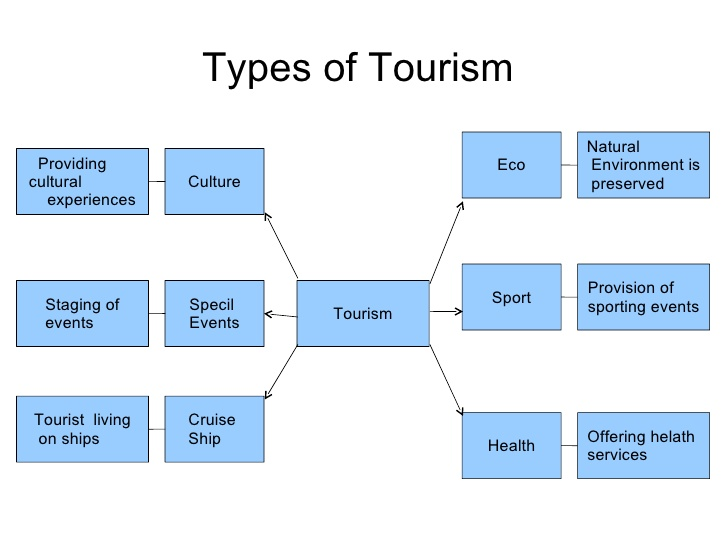 Types of Tourism
Providing
cultural
experiences
Culture
Eco
Natural
Environment is
preserved
Staging of
events
Specil
Events
Tourism
Sport
Provision of
sporting events
Tourist living
on ships
Cruise
Ship
Health
Offering helath
services